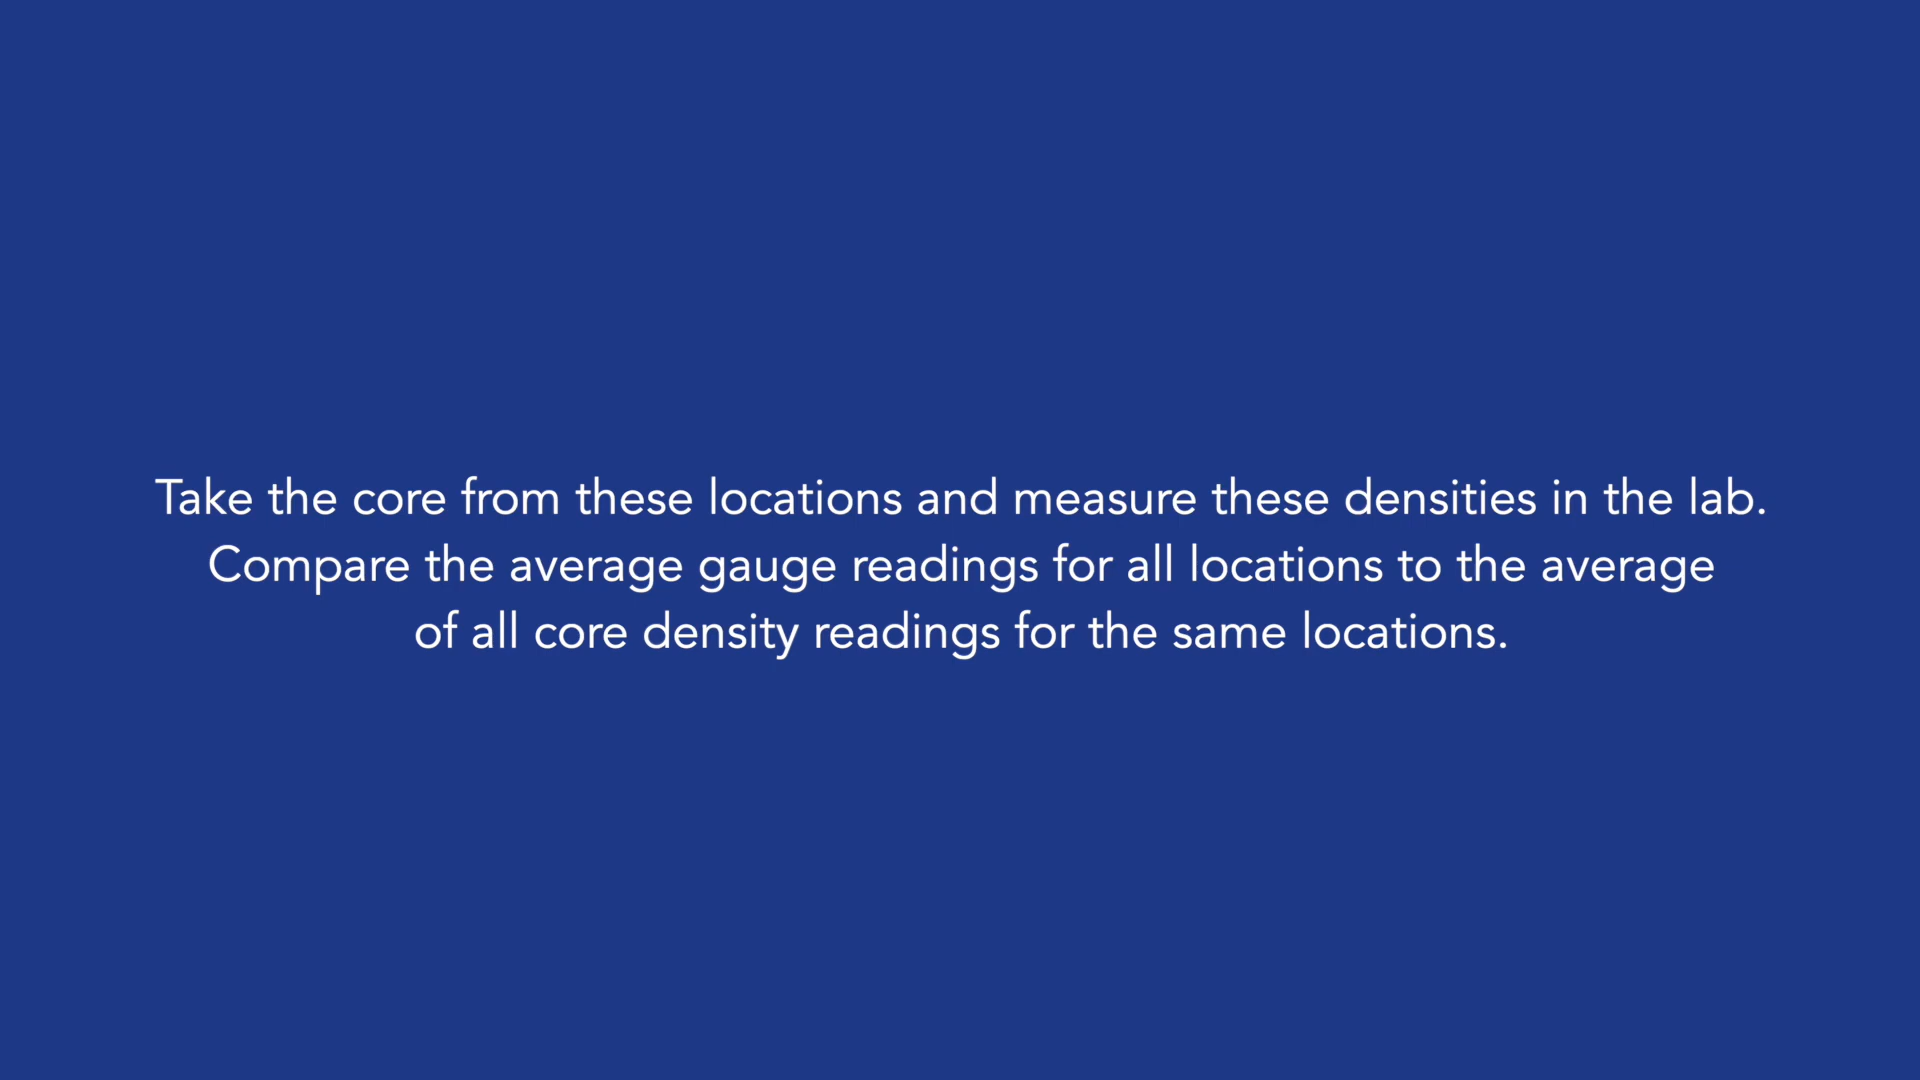 Take the core from these locations and measure these densities in the lab.
Compare the average gauge readings for all locations to the average
of all core density readings for the same locations.